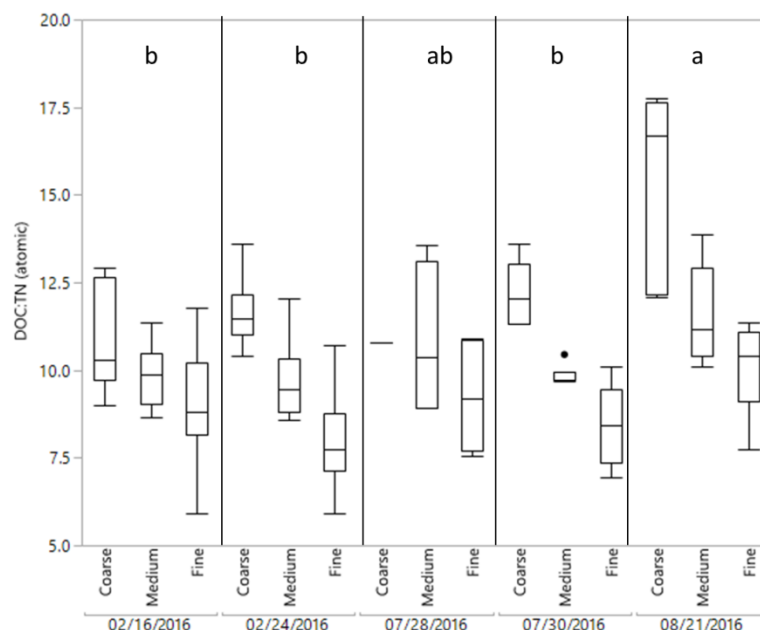 20.0
b b ab b a
17.5
15.0
12.5
10.0
7.5
5.0
DOC:TN (atomic)
Coarse Medium Fine Coarse Medium Fine Coarse Medium Fine Coarse Medium Fine Coarse Medium Fine
02/16/2016 02/24/2016 07/28/2016 07/30/2016 08/21/2016